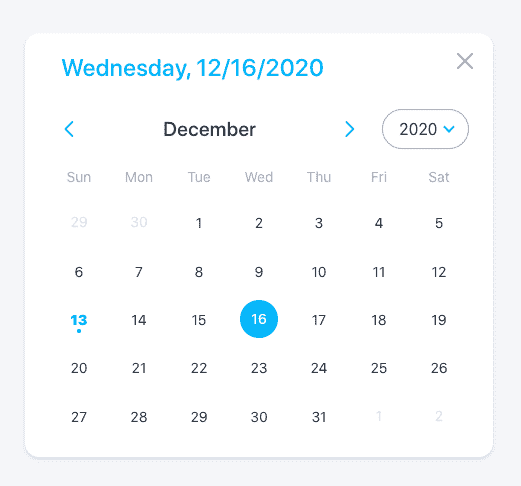 Wednesday, 12/16/2020
December 2020
Sun Mon Tue Wed Thu Fri Sat
29 30 1 2 3 4 5
6 7 8 9 10 11 12
13 14 15 16 17 18 19
20 21 22 23 24 25 26
27 28 29 30 31 1 2